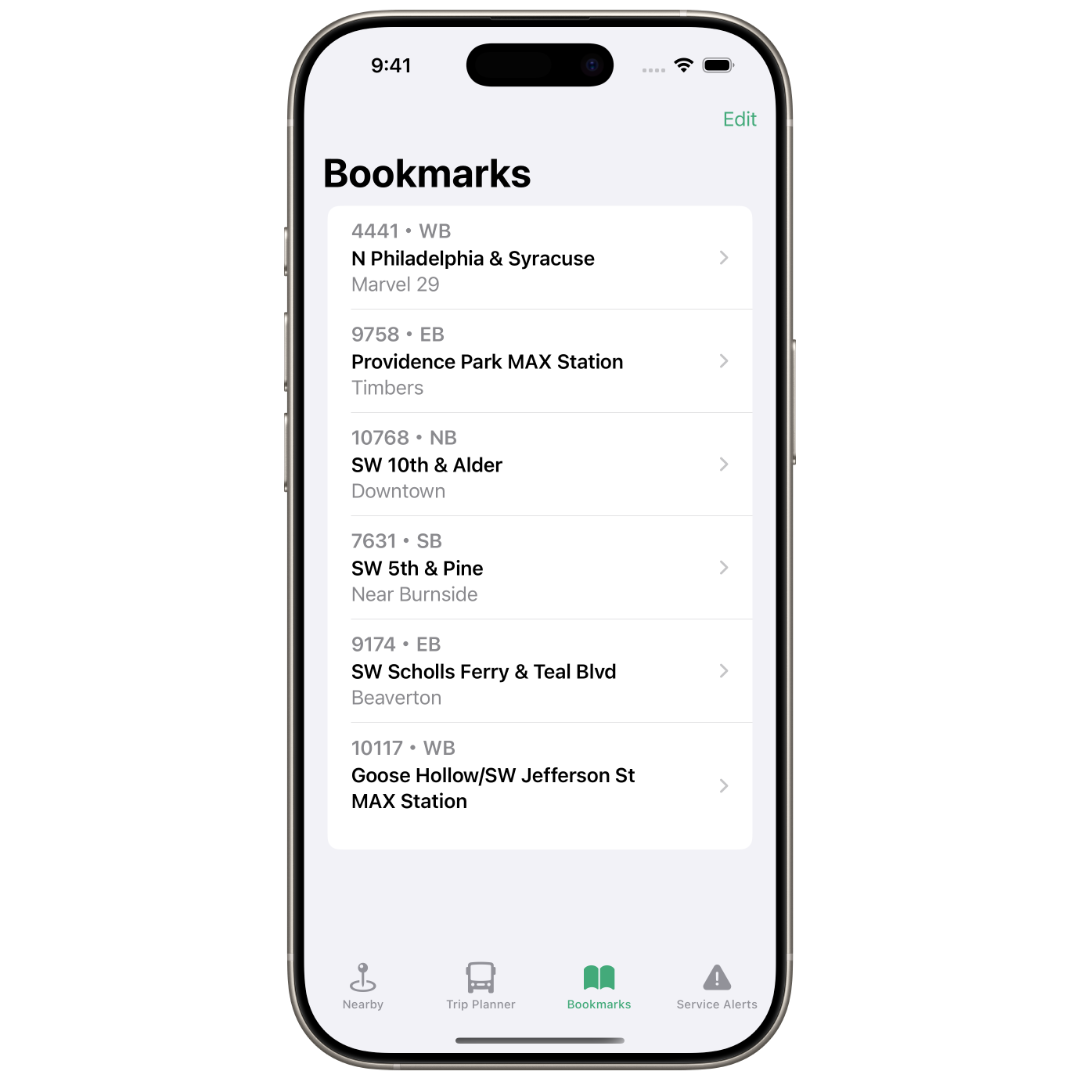 9:41
Edit
Bookmarks
4441 • WB
N Philadelphia & Syracuse
Marvel 29
9758 • EB
Providence Park MAX Station
Timbers
10768 • NB
SW 10th & Alder
Downtown
7631 • SB
SW 5th & Pine
Near Burnside
9174 • EB
SW Scholls Ferry & Teal Blvd
Beaverton
10117 • WB
Goose Hollow/SW Jefferson St
MAX Station
Nearby
Trip Planner
Bookmarks
Service Alerts